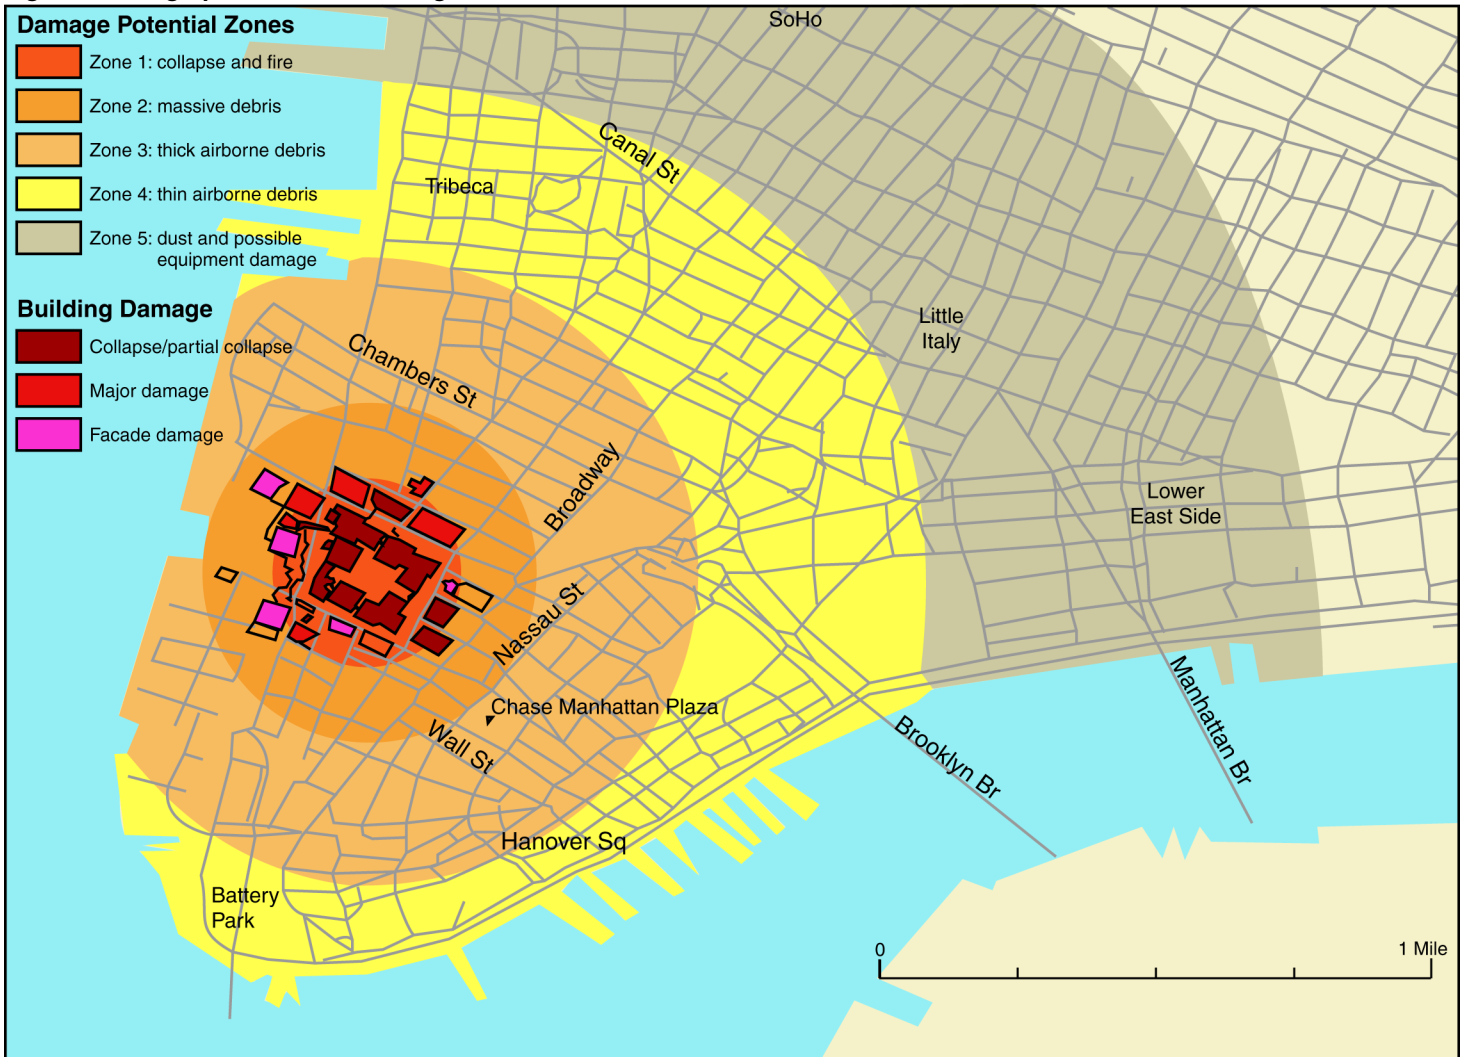 Damage Potential Zones
Zone 1: collapse and fire
Zone 2: massive debris
Zone 3: thick airborne debris
Zone 4: thin airborne debris
Zone 5: dust and possible
equipment damage
Building Damage
Collapse/partial collapse
Major damage
Facade damage
SoHo
Canal St
Tribeca
Little
Italy
Chambers St
Broadway
Lower
East Side
Nassau St
Chase Manhattan Plaza
Wall St
Manhattan Br
Brooklyn Br
Hanover Sq
Battery
Park
0
1 Mile